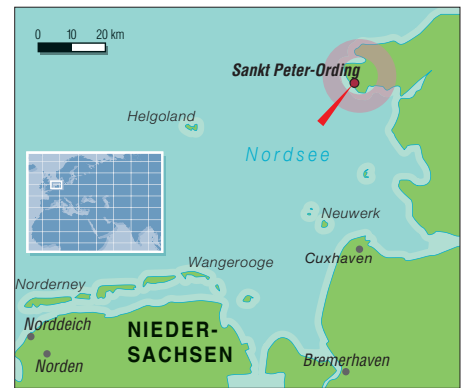 0 10 20 km
Sankt Peter-Ording
Helgoland
Nordsee
Neuwerk
Cuxhaven
Wangerooge
Norderney
Norddeich
NIEDER-
SACHSEN
Norden
Bremerhaven